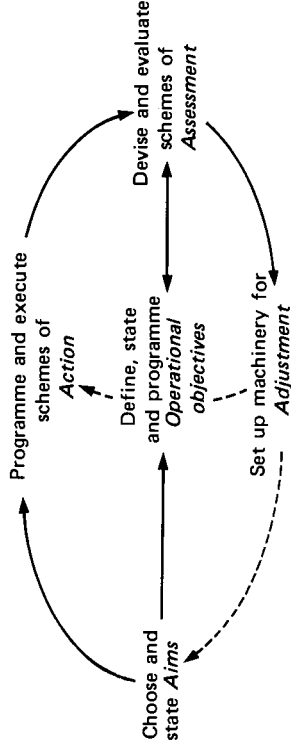 Programme and execute
schemes of
Action
Choose and
state Aims
Define, state
and programme
Operational
objectives
Devise and evaluate
schemes of
Assessment
Set up machinery for
Adjustment